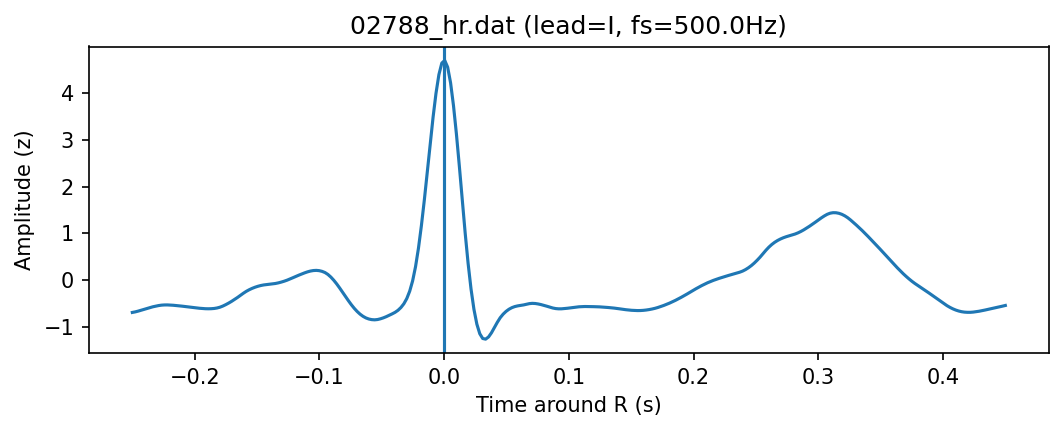 02788_hr.dat (lead=I, fs=500.0Hz)
Amplitude (z)
4
3
2
1
0
−1
−0.2 −0.1 0.0 0.1 0.2 0.3 0.4
Time around R (s)